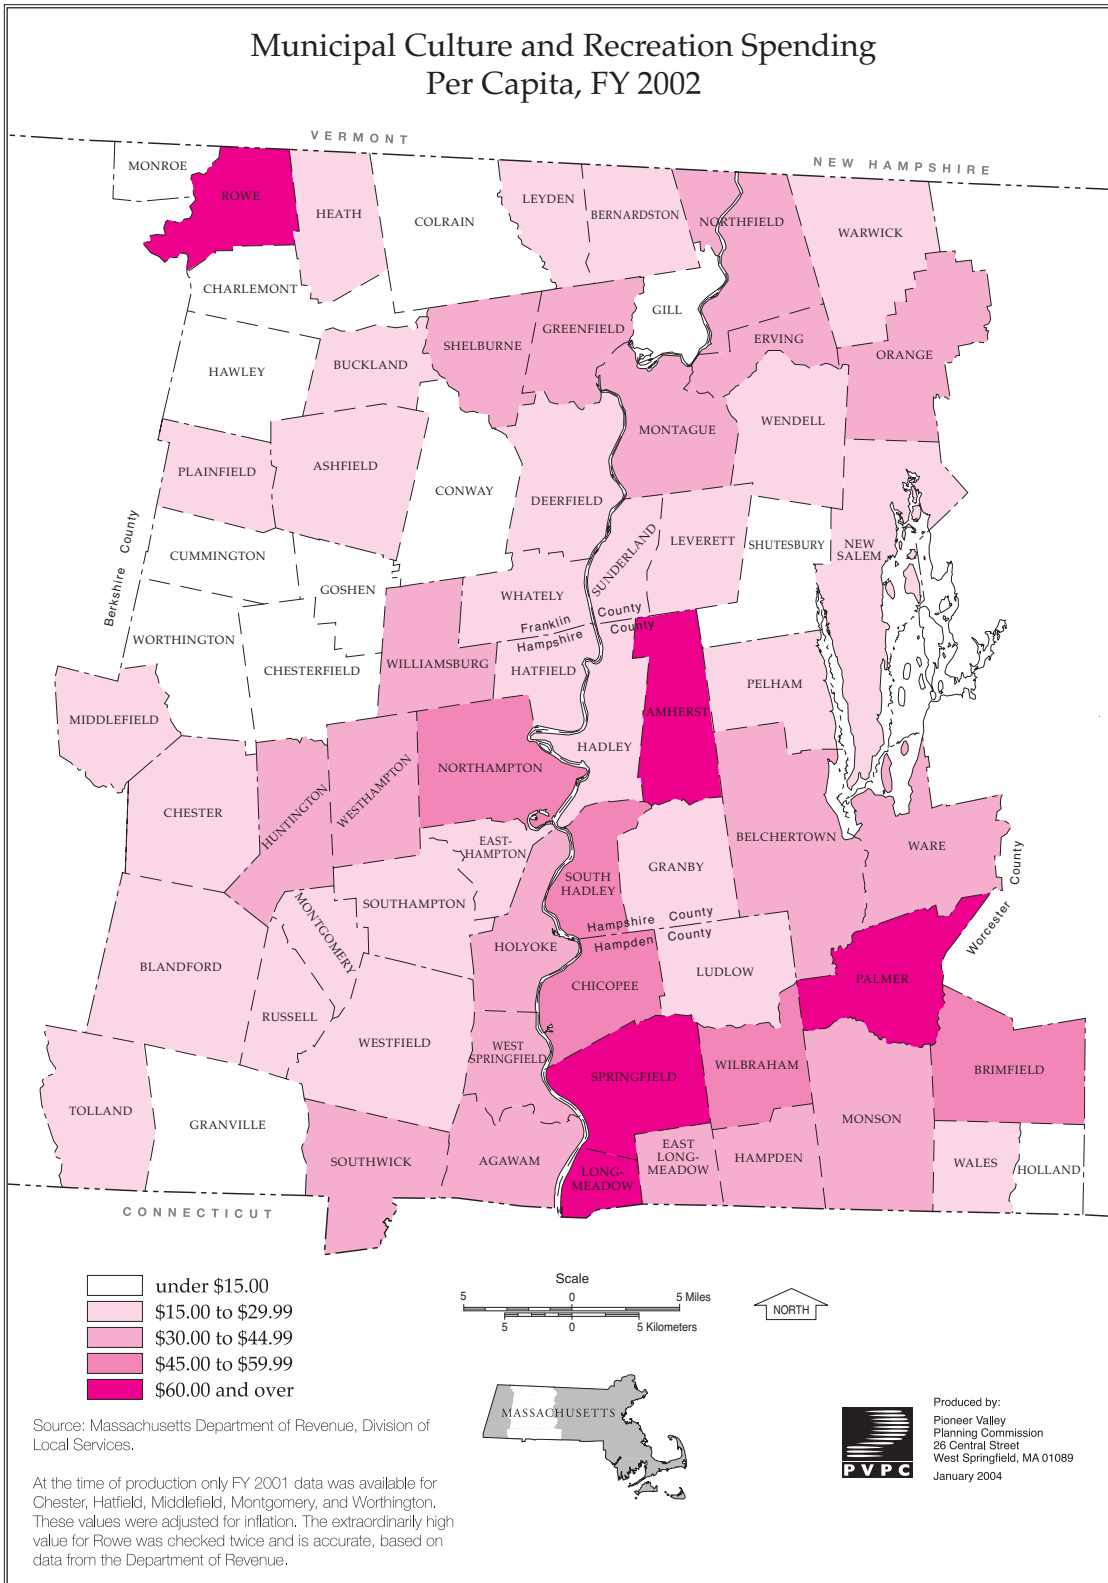 Municipal Culture and Recreation Spending
Per Capita, FY 2002
VERMONT
NEW HAMPSHIRE
MONROE
ROWE
HEATH
COLRAIN
LEYDEN
BERNARDSTON
NORTHFIELD
WARWICK
CHARLEMONT
GILL
GREENFIELD
SHELBURNE
ERVING
ORANGE
HAWLEY
BUCKLAND
MONTAGUE
WENDELL
PLAINFIELD
ASHFIELD
CONWAY
DEERFIELD
SUNDERLAND
LEVERETT
SHUTESBURY
NEW
SALEM
Berkshire County
CUMMINGTON
GOSHEN
WHATELY
Franklin County
Hampshire County
WORTHINGTON
CHESTERFIELD
WILLIAMSBURG
HATFIELD
PELHAM
MIDDLEFIELD
AMHERST
HADLEY
NORTHAMPTON
CHESTER
HUNTINGTON
WESTHAMPTON
EAST-
HAMPTON
BELCHERTOWN
WARE
GRANBY
SOUTH
HADLEY
SOUTHAMPTON
MONTGOMERY
Hampshire County
Hampden County
Worcester County
HOLYOKE
BLANDFORD
CHICOPEE
LUDLOW
PALMER
RUSSELL
WESTFIELD
WEST
SPRINGFIELD
SPRINGFIELD
WILBRAHAM
BRIMFIELD
TOLLAND
GRANVILLE
MONSON
SOUTHWICK
AGAWAM
LONG-
MEADOW
EAST
LONG-
MEADOW
HAMPDEN
WALES
HOLLAND
CONNECTICUT
under $15.00
$15.00 to $29.99
$30.00 to $44.99
$45.00 to $59.99
$60.00 and over
Scale
5 0 5 Miles
5 0 5 Kilometers
NORTH
MASSACHUSETTS
Source: Massachusetts Department of Revenue, Division of
Local Services.
At the time of production only FY 2001 data was available for
Chester, Hatfield, Middlefield, Montgomery, and Worthington.
These values were adjusted for inflation. The extraordinarily high
value for Rowe was checked twice and is accurate, based on
data from the Department of Revenue.
PVPC
Produced by:
Pioneer Valley
Planning Commission
26 Central Street
West Springfield, MA 01089
January 2004